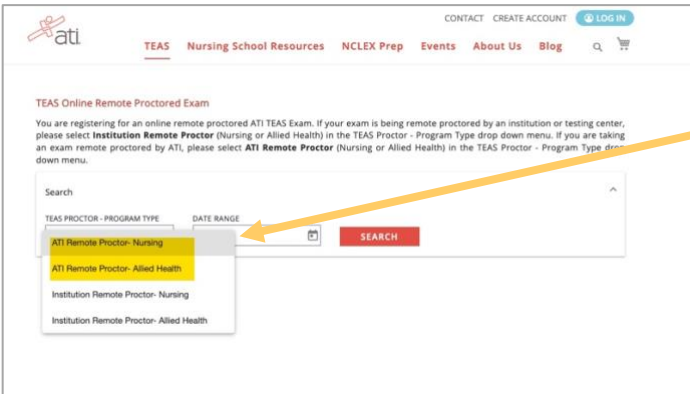 CONTACT CREATE ACCOUNT LOG IN
ati
TEAS Nursing School Resources NCLEX Prep Events About Us Blog
TEAS Online Remote Proctored Exam
You are registering for an online remote proctored ATI TEAS Exam. If your exam is being remote proctored by an institution or testing center,
please select Institution Remote Proctor (Nursing or Allied Health) in the TEAS Proctor - Program Type drop down menu. If you are taking
an exam remote proctored by ATI, please select ATI Remote Proctor (Nursing or Allied Health) in the TEAS Proctor - Program Type drop
down menu.
Search
TEAS PROCTOR - PROGRAM TYPE DATE RANGE
ATI Remote Proctor- Nursing
SEARCH
ATI Remote Proctor- Allied Health
Institution Remote Proctor- Nursing
Institution Remote Proctor- Allied Health